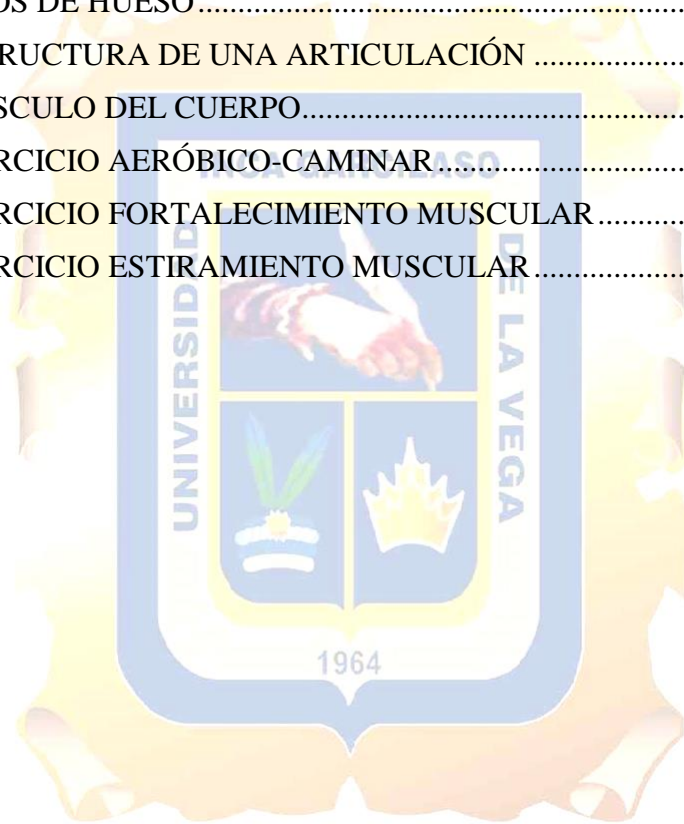 OS DE HUESO........................................................
RUCTURA DE UNA ARTICULACIÓN ..................
SCULO DEL CUERPO.............................................
RCICIO AERÓBICO-CAMINAR.............................
RCICIO FORTALECIMIENTO MUSCULAR..........
RCICIO ESTIRAMIENTO MUSCULAR.................
INCA GARCILASO
UNIVERSIDAD
DE LA VEGA
1964